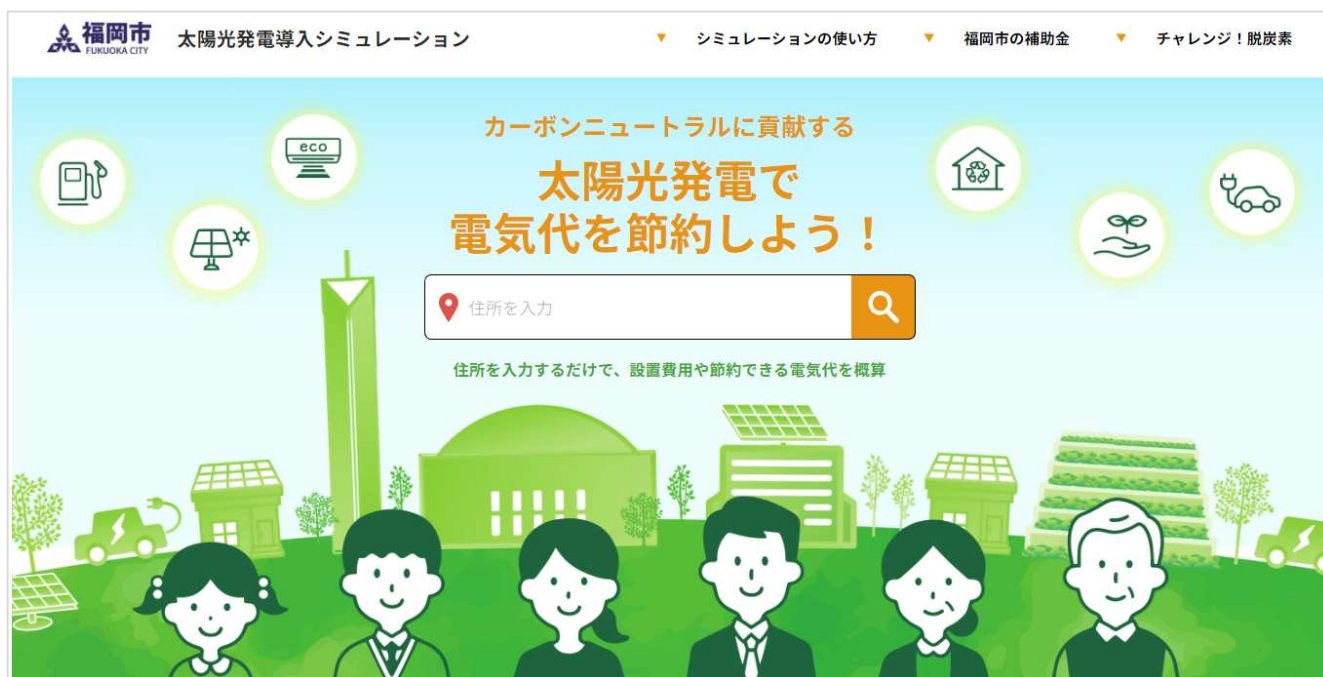 福岡市
FUKUOKA CITY
太陽光発電導入シミュレーション
▼ シミュレーションの使い方
▼ 福岡市の補助金
▼ チャレンジ！脱炭素
カーボンニュートラルに貢献する
eco
太陽光発電で
電気代を節約しよう！
住所を入力
住所を入力するだけで、設置費用や節約できる電気代を概算